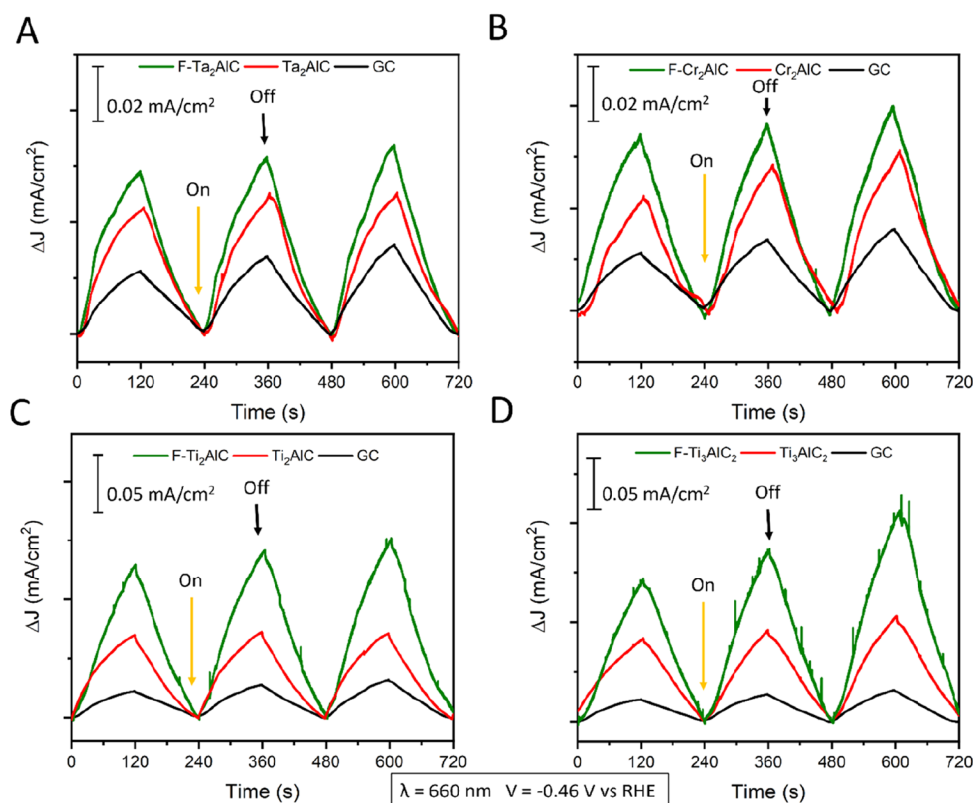 A
F-Ta₂AlC Ta₂AlC GC
0.02 mA/cm²
Off
On
ΔJ (mA/cm²)
0 120 240 360 480 600 720
Time (s)
B
F-Cr₂AlC Cr₂AlC GC
0.02 mA/cm²
Off
On
ΔJ (mA/cm²)
0 120 240 360 480 600 720
Time (s)
C
F-Ti₂AlC Ti₂AlC GC
0.05 mA/cm²
Off
On
ΔJ (mA/cm²)
0 120 240 360 480 600 720
Time (s)
D
F-Ti₃AlC₂ Ti₃AlC₂ GC
0.05 mA/cm²
Off
On
ΔJ (mA/cm²)
0 120 240 360 480 600 720
Time (s)
λ = 660 nm V = -0.46 V vs RHE